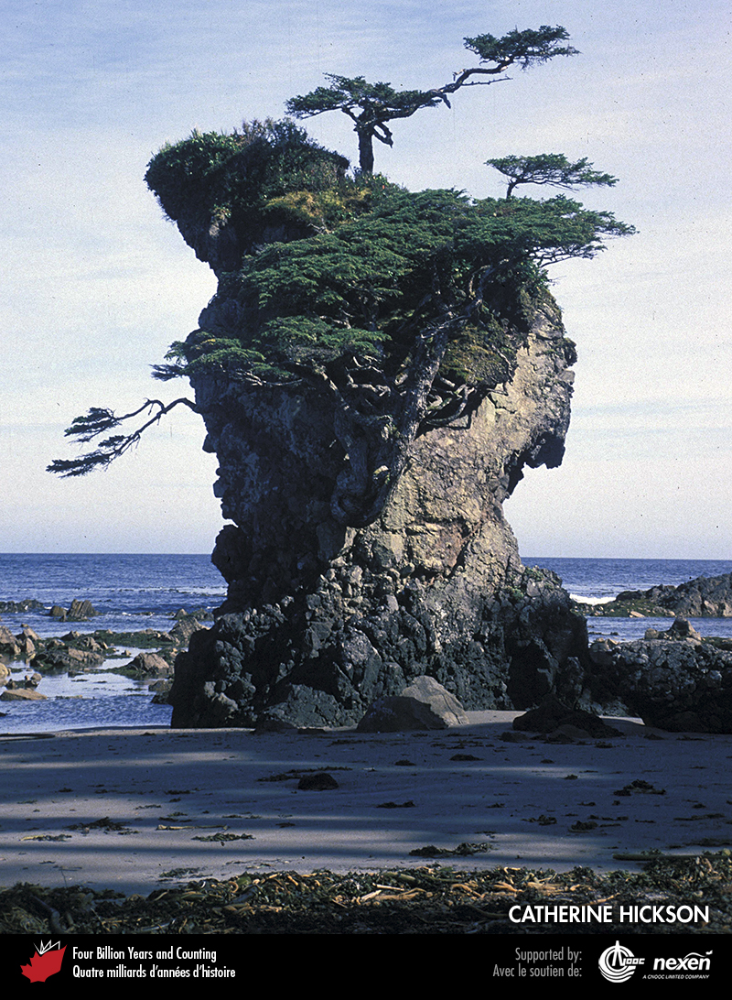 CATHERINE HICKSON
Four Billion Years and Counting
Quatre milliards d'années d'histoire
Supported by:
Avec le soutien de:
CNOOC
nexen
A CNOOC LIMITED COMPANY